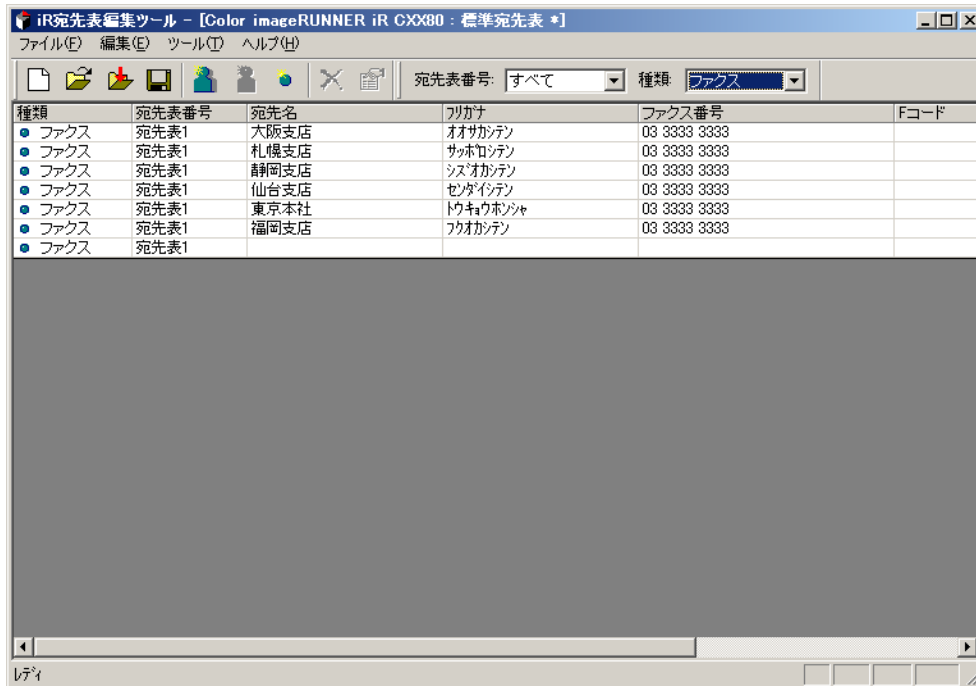 iR宛先表編集ツール - [Color imageRUNNER iR CXX80 : 標準宛先表 *]
ファイル(F) 編集(E) ツール(T) ヘルプ(H)
宛先表番号: すべて 種類: ファクス
種類 宛先表番号 宛先名 フリガナ ファクス番号 Fコード
ファクス 宛先表1 大阪支店 オオサカシテン 03 3333 3333
ファクス 宛先表1 札幌支店 サッポロシテン 03 3333 3333
ファクス 宛先表1 静岡支店 シズオカシテン 03 3333 3333
ファクス 宛先表1 仙台支店 センダイシテン 03 3333 3333
ファクス 宛先表1 東京本社 トウキョウホンシャ 03 3333 3333
ファクス 宛先表1 福岡支店 フクオカシテン 03 3333 3333
ファクス 宛先表1
レディ